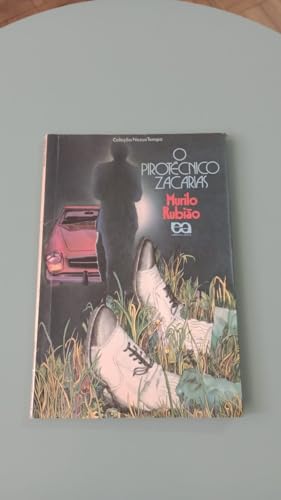 Coleção Nosso Tempo
O
PIROTÉCNICO
ZACARIAS
Murilo
Rubião
ea